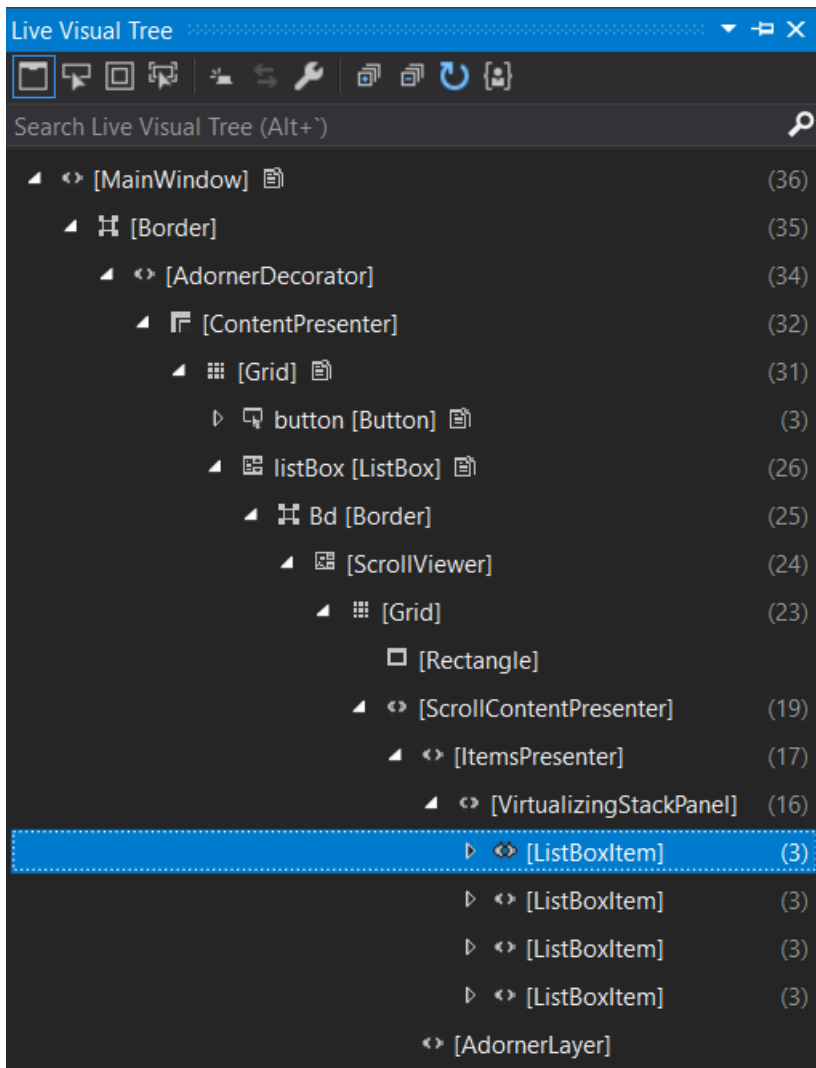 Live Visual Tree
Search Live Visual Tree (Alt+`)
[MainWindow] (36)
[Border] (35)
[AdornerDecorator] (34)
[ContentPresenter] (32)
[Grid] (31)
button [Button] (3)
listBox [ListBox] (26)
Bd [Border] (25)
[ScrollViewer] (24)
[Grid] (23)
[Rectangle]
[ScrollContentPresenter] (19)
[ItemsPresenter] (17)
[VirtualizingStackPanel] (16)
[ListBoxItem] (3)
[ListBoxItem] (3)
[ListBoxItem] (3)
[ListBoxItem] (3)
[AdornerLayer]